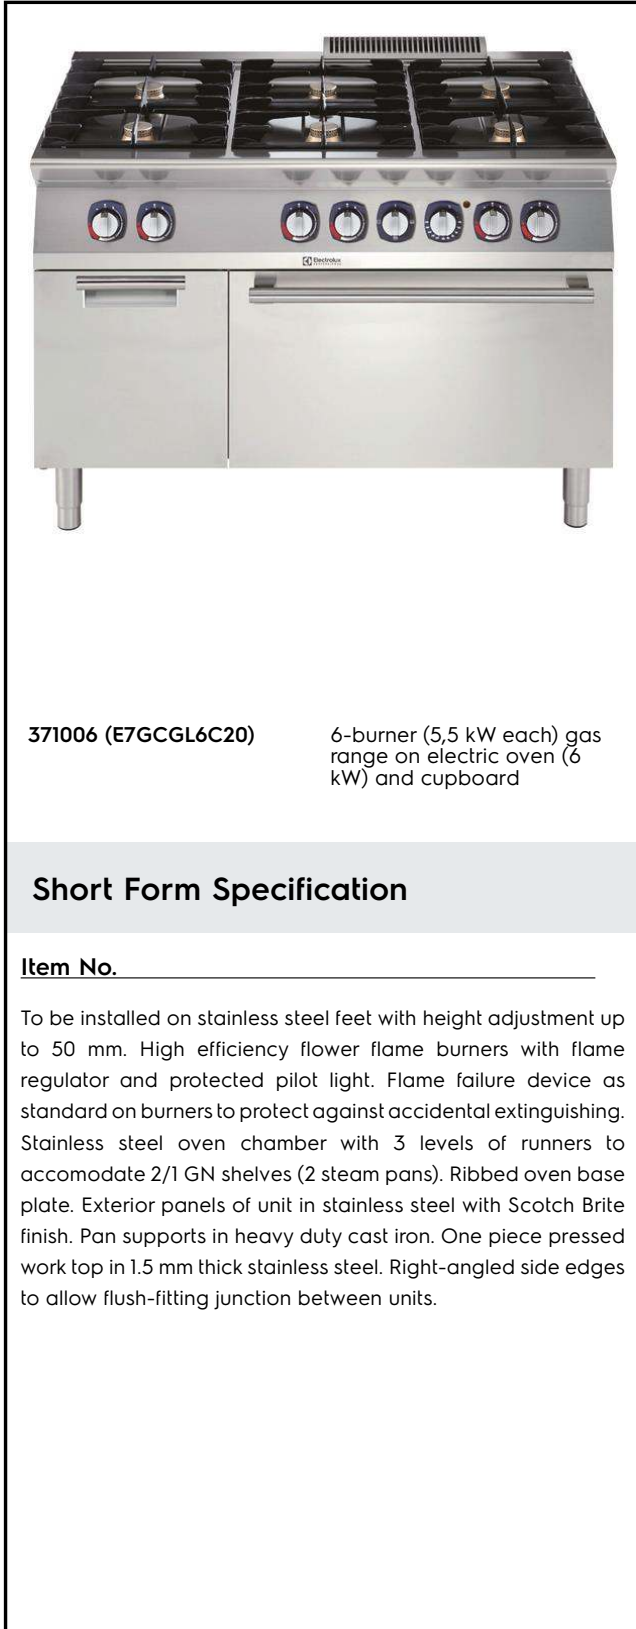 Electrolux
PROFESSIONAL
371006 (E7GCGL6C20)
6-burner (5,5 kW each) gas
range on electric oven (6
kW) and cupboard
Short Form Specification
Item No.
To be installed on stainless steel feet with height adjustment up
to 50 mm. High efficiency flower flame burners with flame
regulator and protected pilot light. Flame failure device as
standard on burners to protect against accidental extinguishing.
Stainless steel oven chamber with 3 levels of runners to
accomodate 2/1 GN shelves (2 steam pans). Ribbed oven base
plate. Exterior panels of unit in stainless steel with Scotch Brite
finish. Pan supports in heavy duty cast iron. One piece pressed
work top in 1.5 mm thick stainless steel. Right-angled side edges
to allow flush-fitting junction between units.